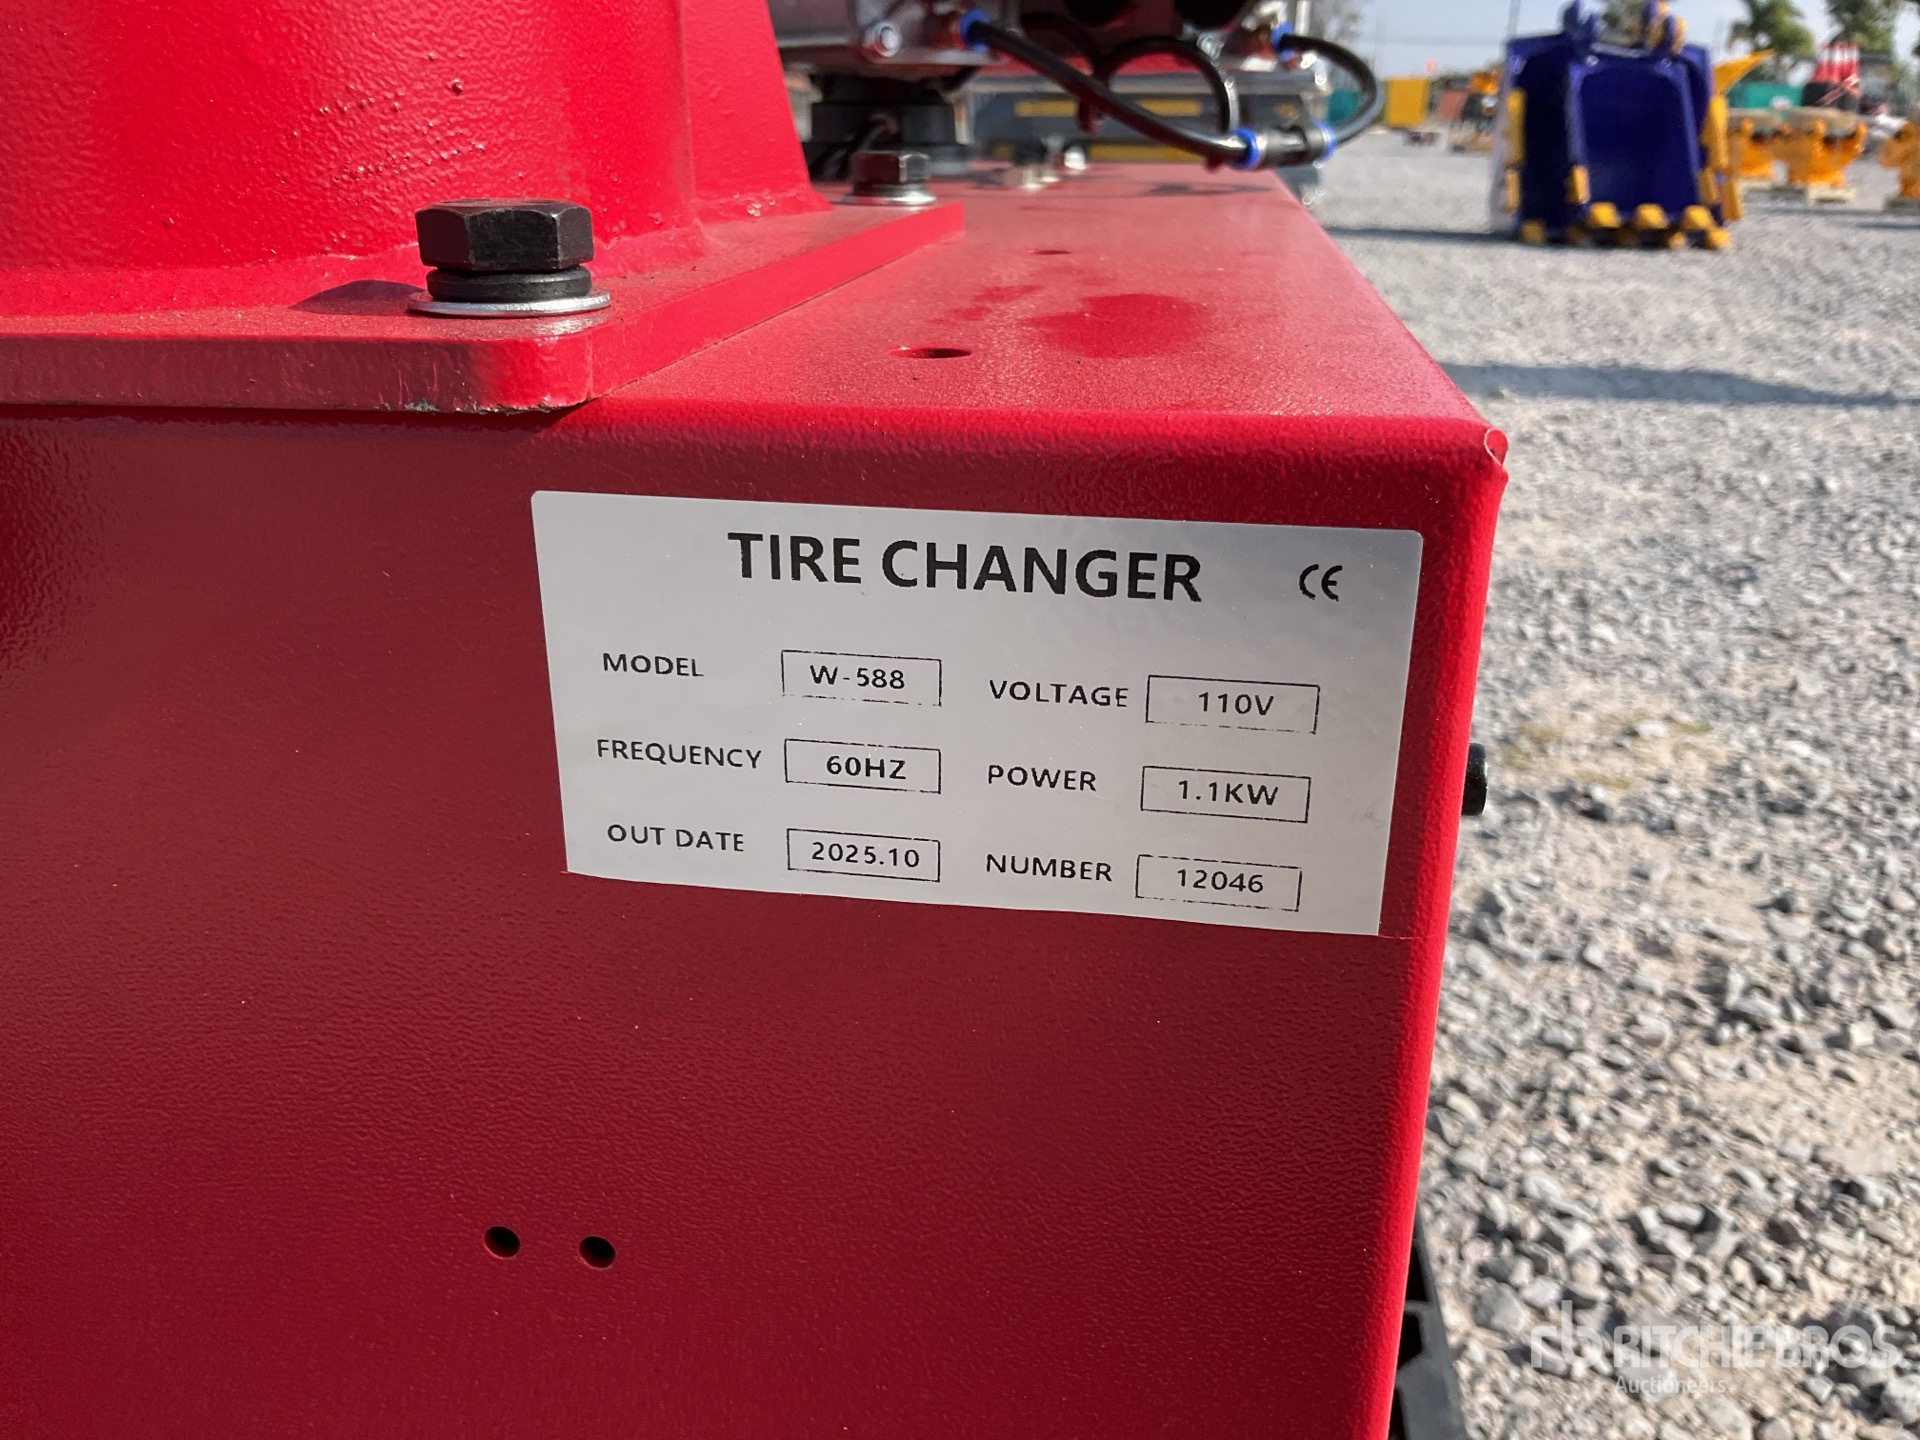 TIRE CHANGER CE
MODEL W-588 VOLTAGE 110V
FREQUENCY 60HZ POWER 1.1KW
OUT DATE 2025.10 NUMBER 12046
rb RITCHIE BROS.
Auctioneers